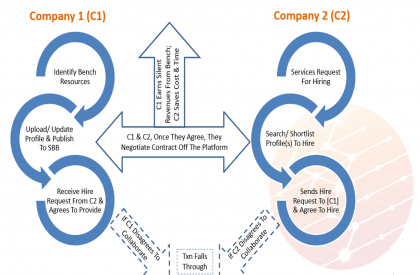 Company 1 (C1)
Company 2 (C2)
Identify Bench
Resources
C1 Earns Silent
Revenues From Bench;
C2 Saves Cost & Time
Services Request
For Hiring
Upload/ Update
Profile & Publish
To SBB
C1 & C2, Once They Agree, They
Negotiate Contract Off The Platform
Search/ Shortlist
Profile(s) To Hire
Receive Hire
Request From C2 &
Agrees To Provide
Sends Hire
Request To [C1]
& Agree To Hire
If C1 Disagrees To
Collaborate
Txn Falls
Through
If C2 Disagrees To
Collaborate